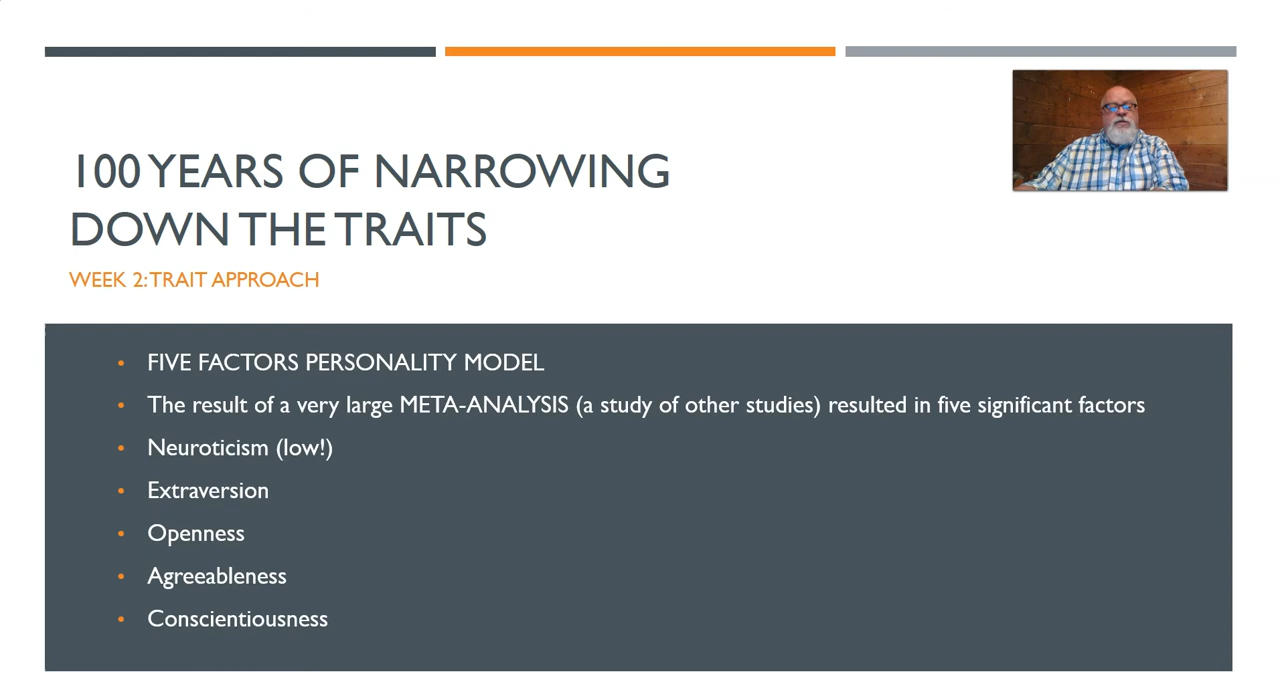 100 YEARS OF NARROWING
DOWN THE TRAITS
WEEK 2: TRAIT APPROACH
• FIVE FACTORS PERSONALITY MODEL
• The result of a very large META-ANALYSIS (a study of other studies) resulted in five significant factors
• Neuroticism (low!)
• Extraversion
• Openness
• Agreeableness
• Conscientiousness